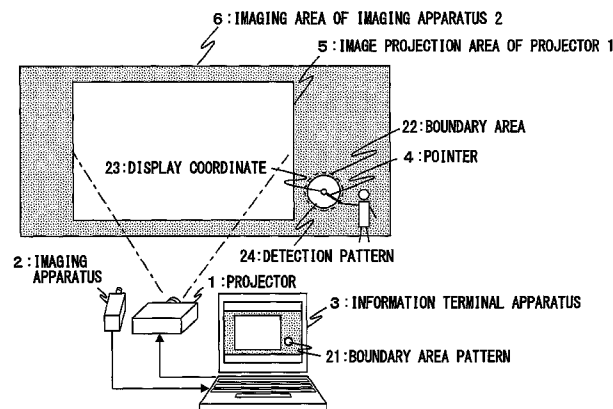 6:IMAGING AREA OF IMAGING APPARATUS 2
5:IMAGE PROJECTION AREA OF PROJECTOR 1
22:BOUNDARY AREA
23:DISPLAY COORDINATE
4:POINTER
24:DETECTION PATTERN
2:IMAGING
APPARATUS
1:PROJECTOR
3:INFORMATION TERMINAL APPARATUS
21:BOUNDARY AREA PATTERN